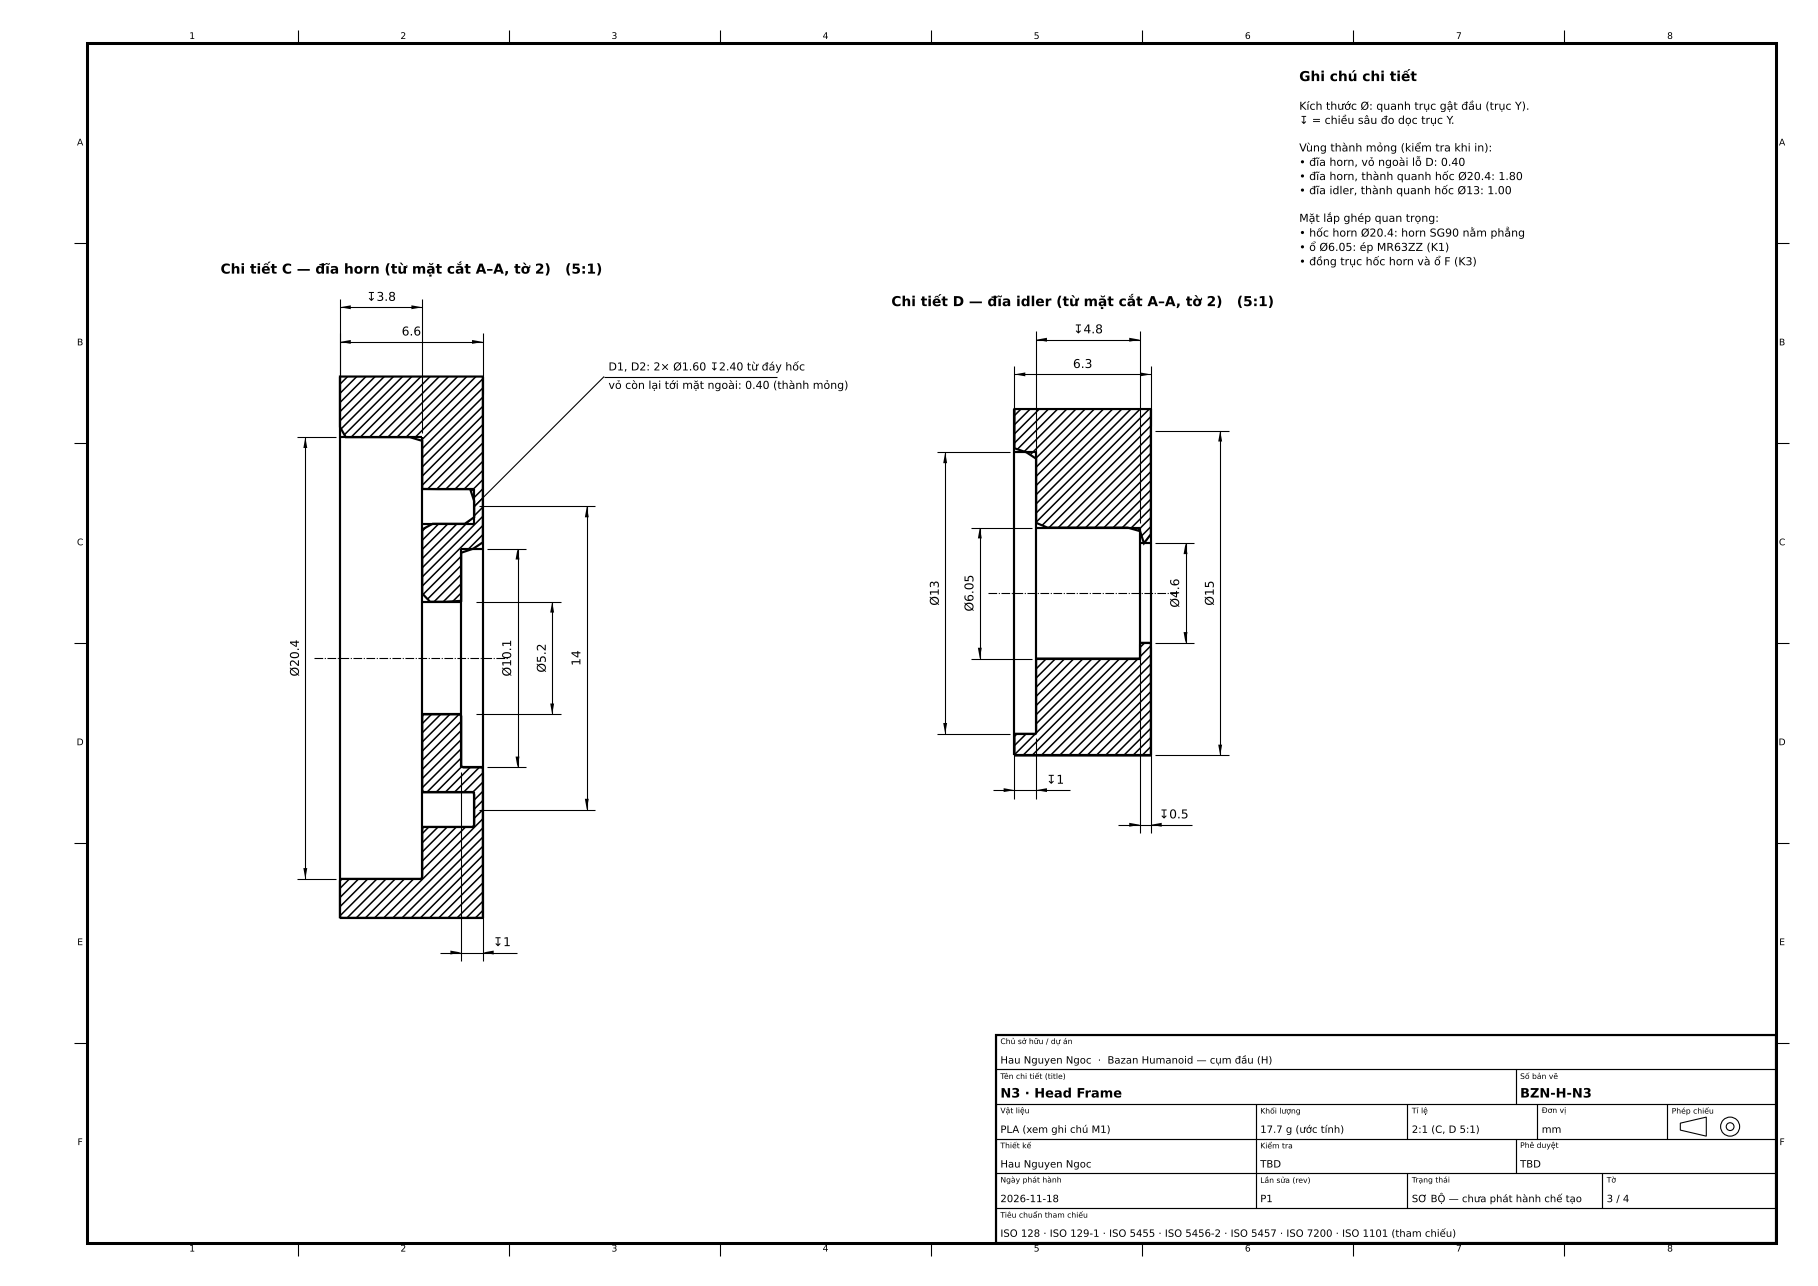 1 2 3 4 5 6 7 8
Ghi chú chi tiết
Kích thước Ø: quanh trục gật đầu (trục Y).
↧ = chiều sâu đo dọc trục Y.
A A
Vùng thành mỏng (kiểm tra khi in):
• đĩa horn, vỏ ngoài lỗ D: 0.40
• đĩa horn, thành quanh hốc Ø20.4: 1.80
• đĩa idler, thành quanh hốc Ø13: 1.00
Mặt lắp ghép quan trọng:
• hốc horn Ø20.4: horn SG90 nằm phẳng
• ổ Ø6.05: ép MR63ZZ (K1)
• đồng trục hốc horn và ổ F (K3)
Chi tiết C — đĩa horn (từ mặt cắt A–A, tờ 2) (5:1)
↧3.8
6.6
D1, D2: 2× Ø1.60 ↧2.40 từ đáy hốc
vỏ còn lại tới mặt ngoài: 0.40 (thành mỏng)
Ø20.4
Ø10.1
Ø5.2
14
↧1
Chi tiết D — đĩa idler (từ mặt cắt A–A, tờ 2) (5:1)
↧4.8
6.3
Ø13
Ø6.05
Ø4.6
Ø15
↧1
↧0.5
B B
C C
D D
E E
F F
Chủ sở hữu / dự án
Hau Nguyen Ngoc · Bazan Humanoid — cụm đầu (H)
Tên chi tiết (title) Số bản vẽ
N3 · Head Frame BZN-H-N3
Vật liệu Khối lượng Tỉ lệ Đơn vị Phép chiếu
PLA (xem ghi chú M1) 17.7 g (ước tính) 2:1 (C, D 5:1) mm
Thiết kế Kiểm tra Phê duyệt
Hau Nguyen Ngoc TBD TBD
Ngày phát hành Lần sửa (rev) Trạng thái Tờ
2026-11-18 P1 SƠ BỘ — chưa phát hành chế tạo 3 / 4
Tiêu chuẩn tham chiếu
ISO 128 · ISO 129-1 · ISO 5455 · ISO 5456-2 · ISO 5457 · ISO 7200 · ISO 1101 (tham chiếu)
1 2 3 4 5 6 7 8